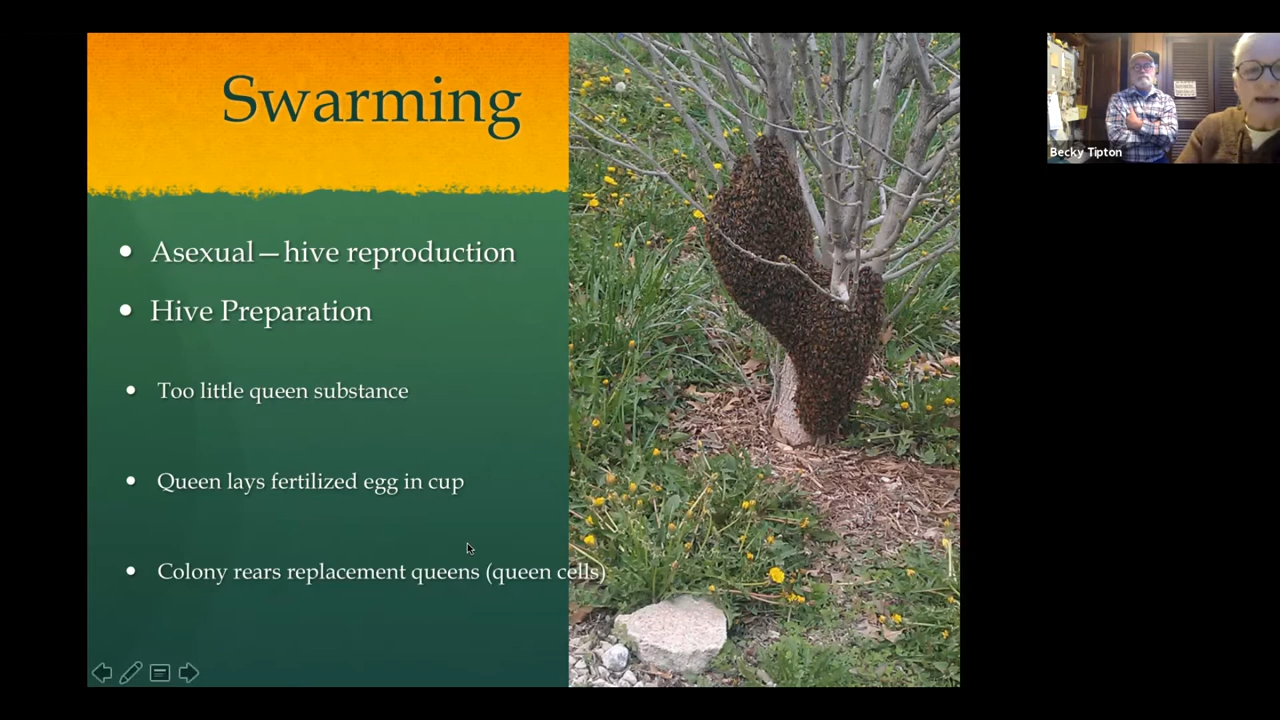 Swarming
Asexual—hive reproduction
Hive Preparation
Too little queen substance
Queen lays fertilized egg in cup
Colony rears replacement queens (queen cells)
Becky Tipton